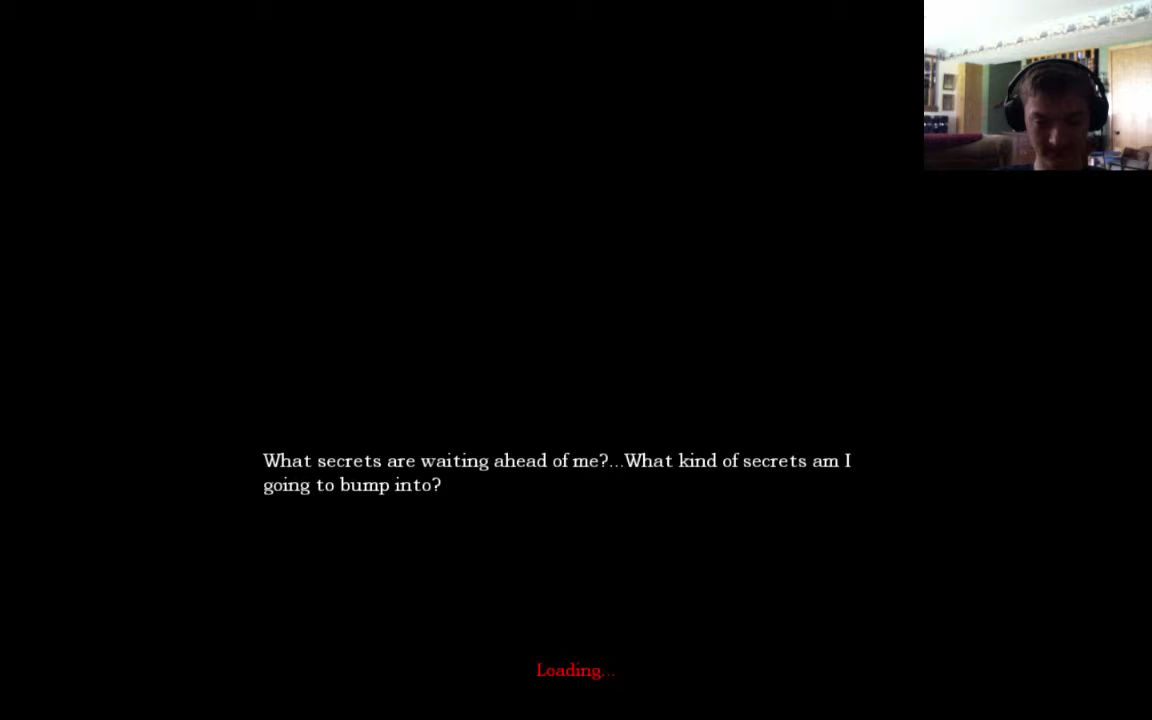 What secrets are waiting ahead of me?...What kind of secrets am I
going to bump into?
Loading...